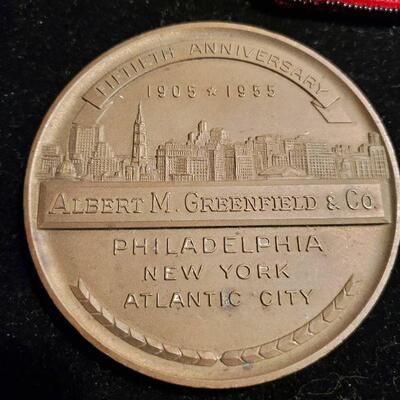 FIFTIETH ANNIVERSARY
1905 ★ 1955
ALBERT M. GREENFIELD & CO.
PHILADELPHIA
NEW YORK
ATLANTIC CITY